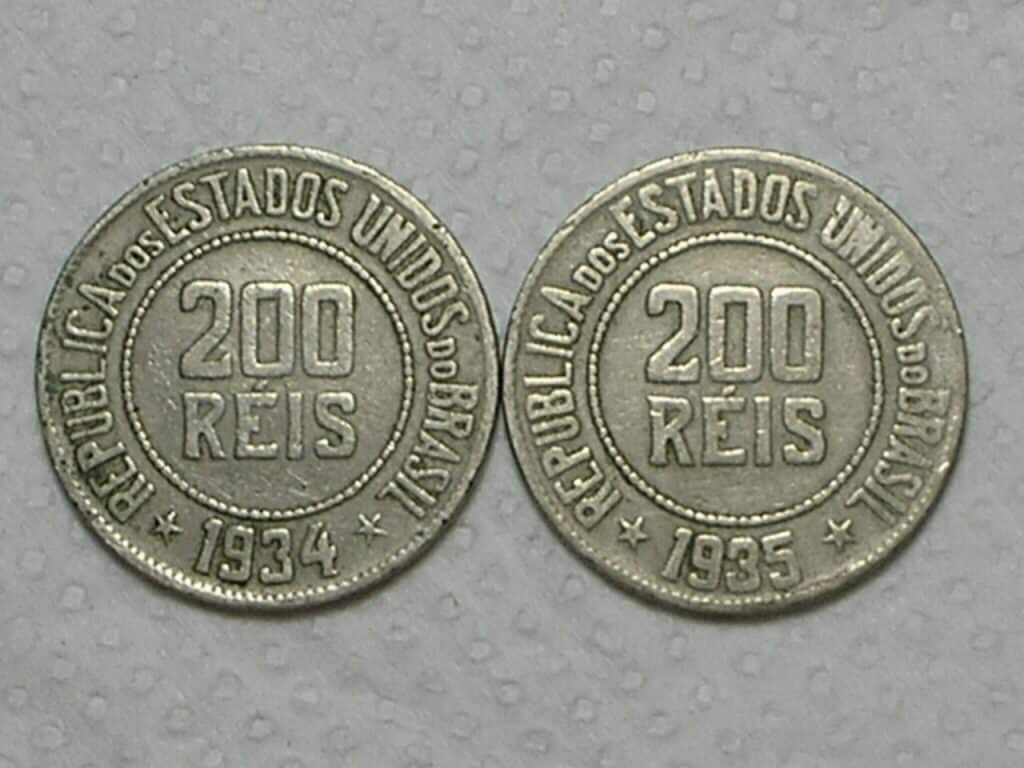 REPUBLICA DOS ESTADOS UNIDOS DO BRASIL
200
RÉIS
★ 1934 ★
REPUBLICA DOS ESTADOS UNIDOS DO BRASIL
200
RÉIS
★ 1935 ★